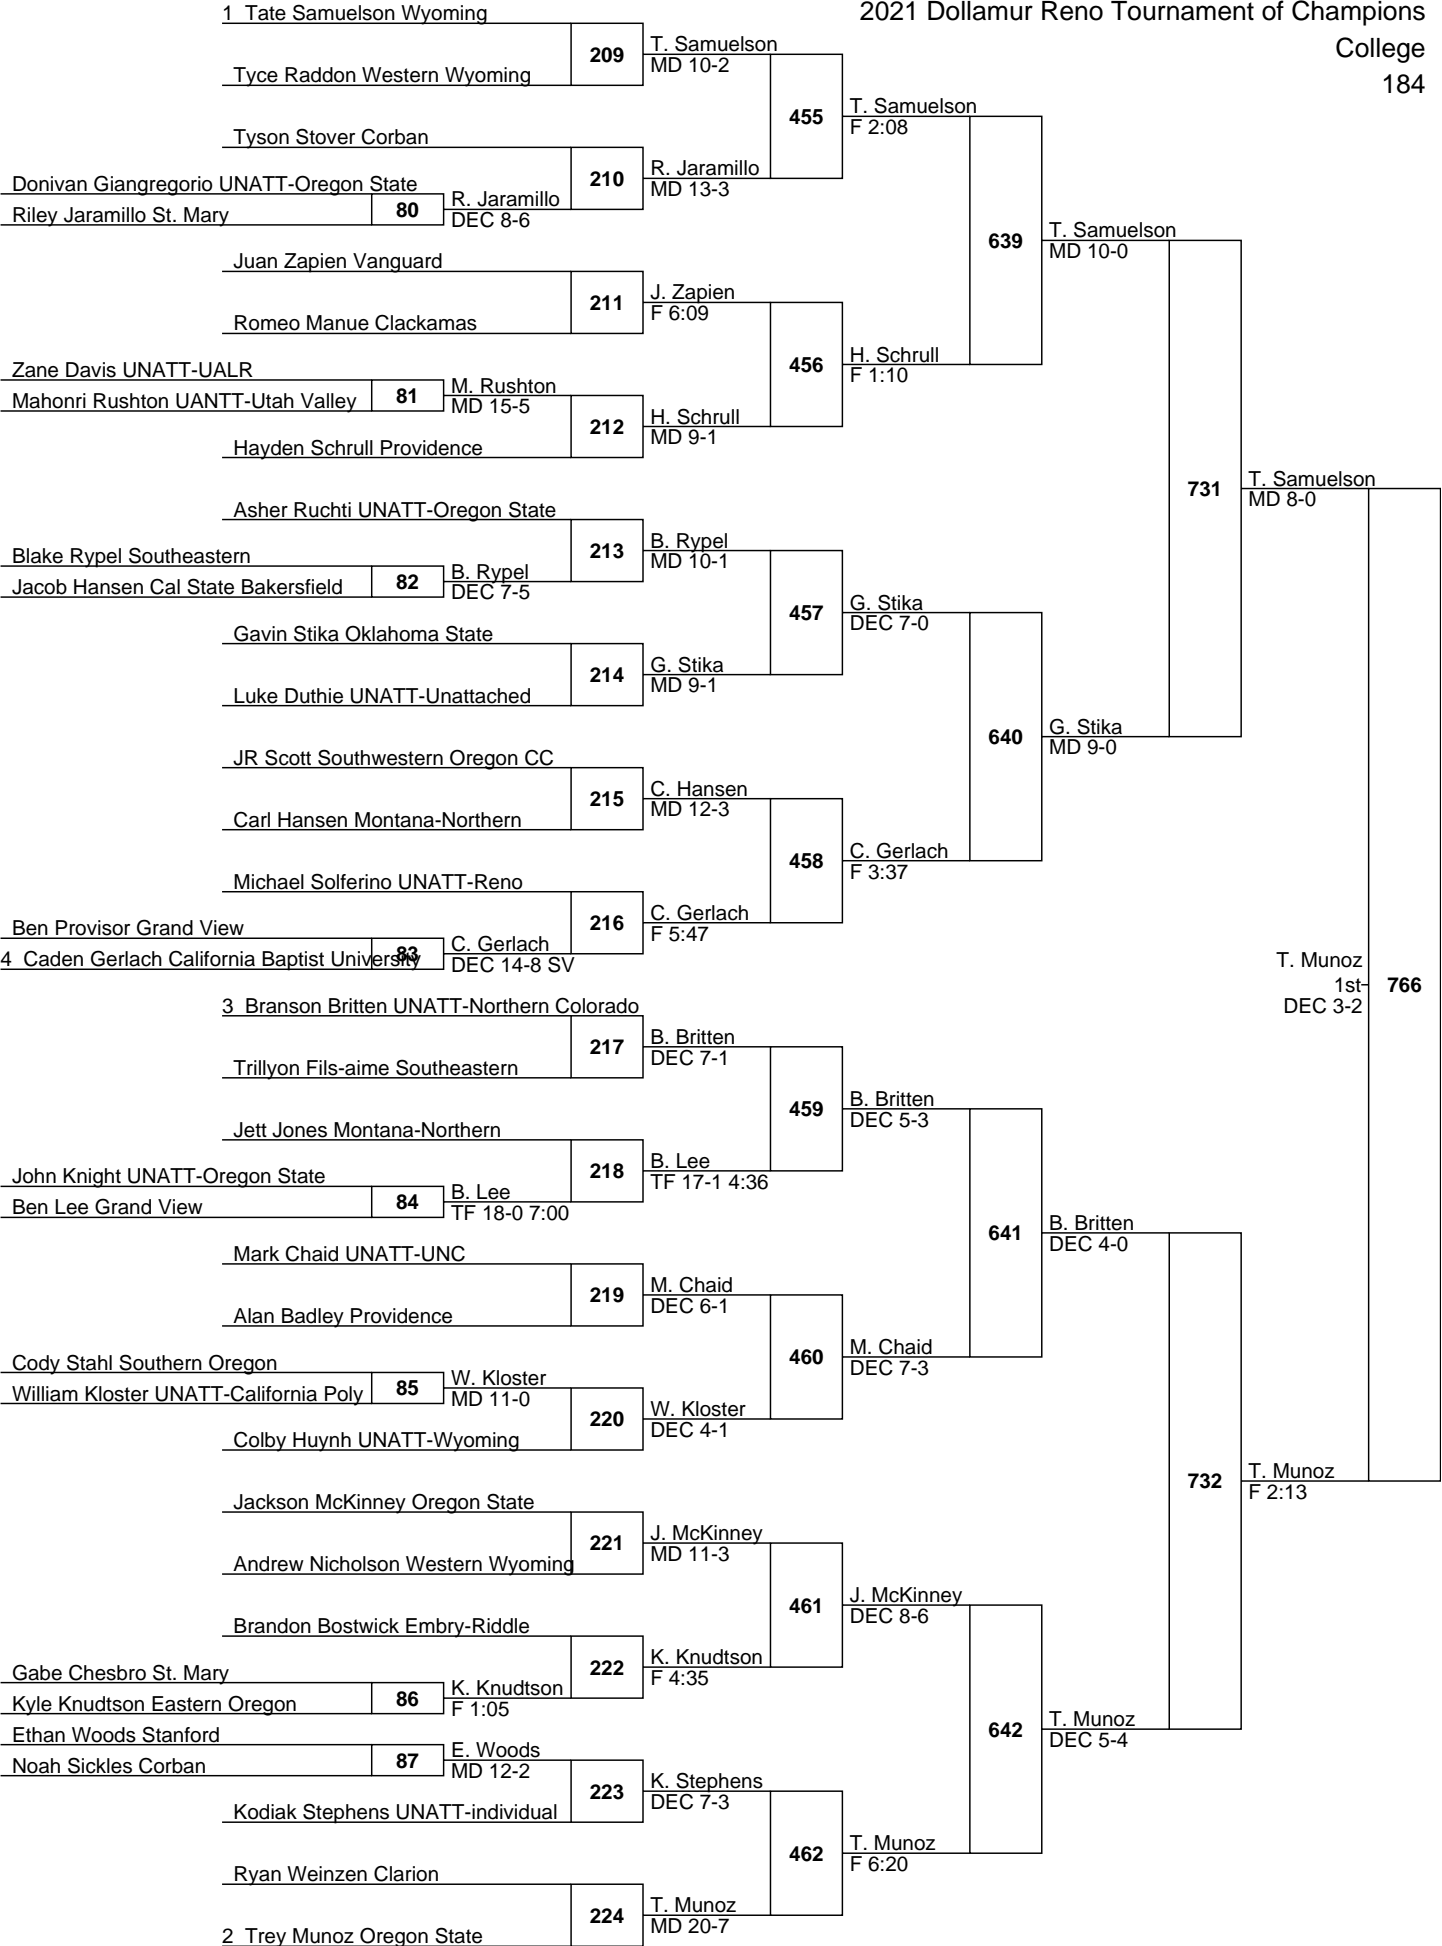 2021 Dollamur Reno Tournament of Champions
College
184
1 Tate Samuelson Wyoming
209
T. Samuelson
MD 10-2
Tyce Raddon Western Wyoming
455
T. Samuelson
F 2:08
Tyson Stover Corban
210
R. Jaramillo
MD 13-3
Donivan Giangregorio UNATT-Oregon State
80
R. Jaramillo
DEC 8-6
Riley Jaramillo St. Mary
639
T. Samuelson
MD 10-0
Juan Zapien Vanguard
211
J. Zapien
F 6:09
Romeo Manue Clackamas
456
H. Schrull
F 1:10
Zane Davis UNATT-UALR
81
M. Rushton
MD 15-5
Mahonri Rushton UANTT-Utah Valley
212
H. Schrull
MD 9-1
Hayden Schrull Providence
731
T. Samuelson
MD 8-0
Asher Ruchti UNATT-Oregon State
213
B. Rypel
MD 10-1
Blake Rypel Southeastern
82
B. Rypel
DEC 7-5
Jacob Hansen Cal State Bakersfield
457
G. Stika
DEC 7-0
Gavin Stika Oklahoma State
214
G. Stika
MD 9-1
Luke Duthie UNATT-Unattached
640
G. Stika
MD 9-0
JR Scott Southwestern Oregon CC
215
C. Hansen
MD 12-3
Carl Hansen Montana-Northern
458
C. Gerlach
F 3:37
Michael Solferino UNATT-Reno
216
C. Gerlach
F 5:47
Ben Provisor Grand View
83
C. Gerlach
DEC 14-8 SV
4 Caden Gerlach California Baptist University
T. Munoz
1st
DEC 3-2
766
3 Branson Britten UNATT-Northern Colorado
217
B. Britten
DEC 7-1
Trillyon Fils-aime Southeastern
459
B. Britten
DEC 5-3
Jett Jones Montana-Northern
218
B. Lee
TF 17-1 4:36
John Knight UNATT-Oregon State
84
B. Lee
TF 18-0 7:00
Ben Lee Grand View
641
B. Britten
DEC 4-0
Mark Chaid UNATT-UNC
219
M. Chaid
DEC 6-1
Alan Badley Providence
460
M. Chaid
DEC 7-3
Cody Stahl Southern Oregon
85
W. Kloster
MD 11-0
William Kloster UNATT-California Poly
220
W. Kloster
DEC 4-1
Colby Huynh UNATT-Wyoming
732
T. Munoz
F 2:13
Jackson McKinney Oregon State
221
J. McKinney
MD 11-3
Andrew Nicholson Western Wyoming
461
J. McKinney
DEC 8-6
Brandon Bostwick Embry-Riddle
222
K. Knudtson
F 4:35
Gabe Chesbro St. Mary
86
K. Knudtson
F 1:05
Kyle Knudtson Eastern Oregon
642
T. Munoz
DEC 5-4
Ethan Woods Stanford
87
E. Woods
MD 12-2
Noah Sickles Corban
223
K. Stephens
DEC 7-3
Kodiak Stephens UNATT-individual
462
T. Munoz
F 6:20
Ryan Weinzen Clarion
224
T. Munoz
MD 20-7
2 Trey Munoz Oregon State